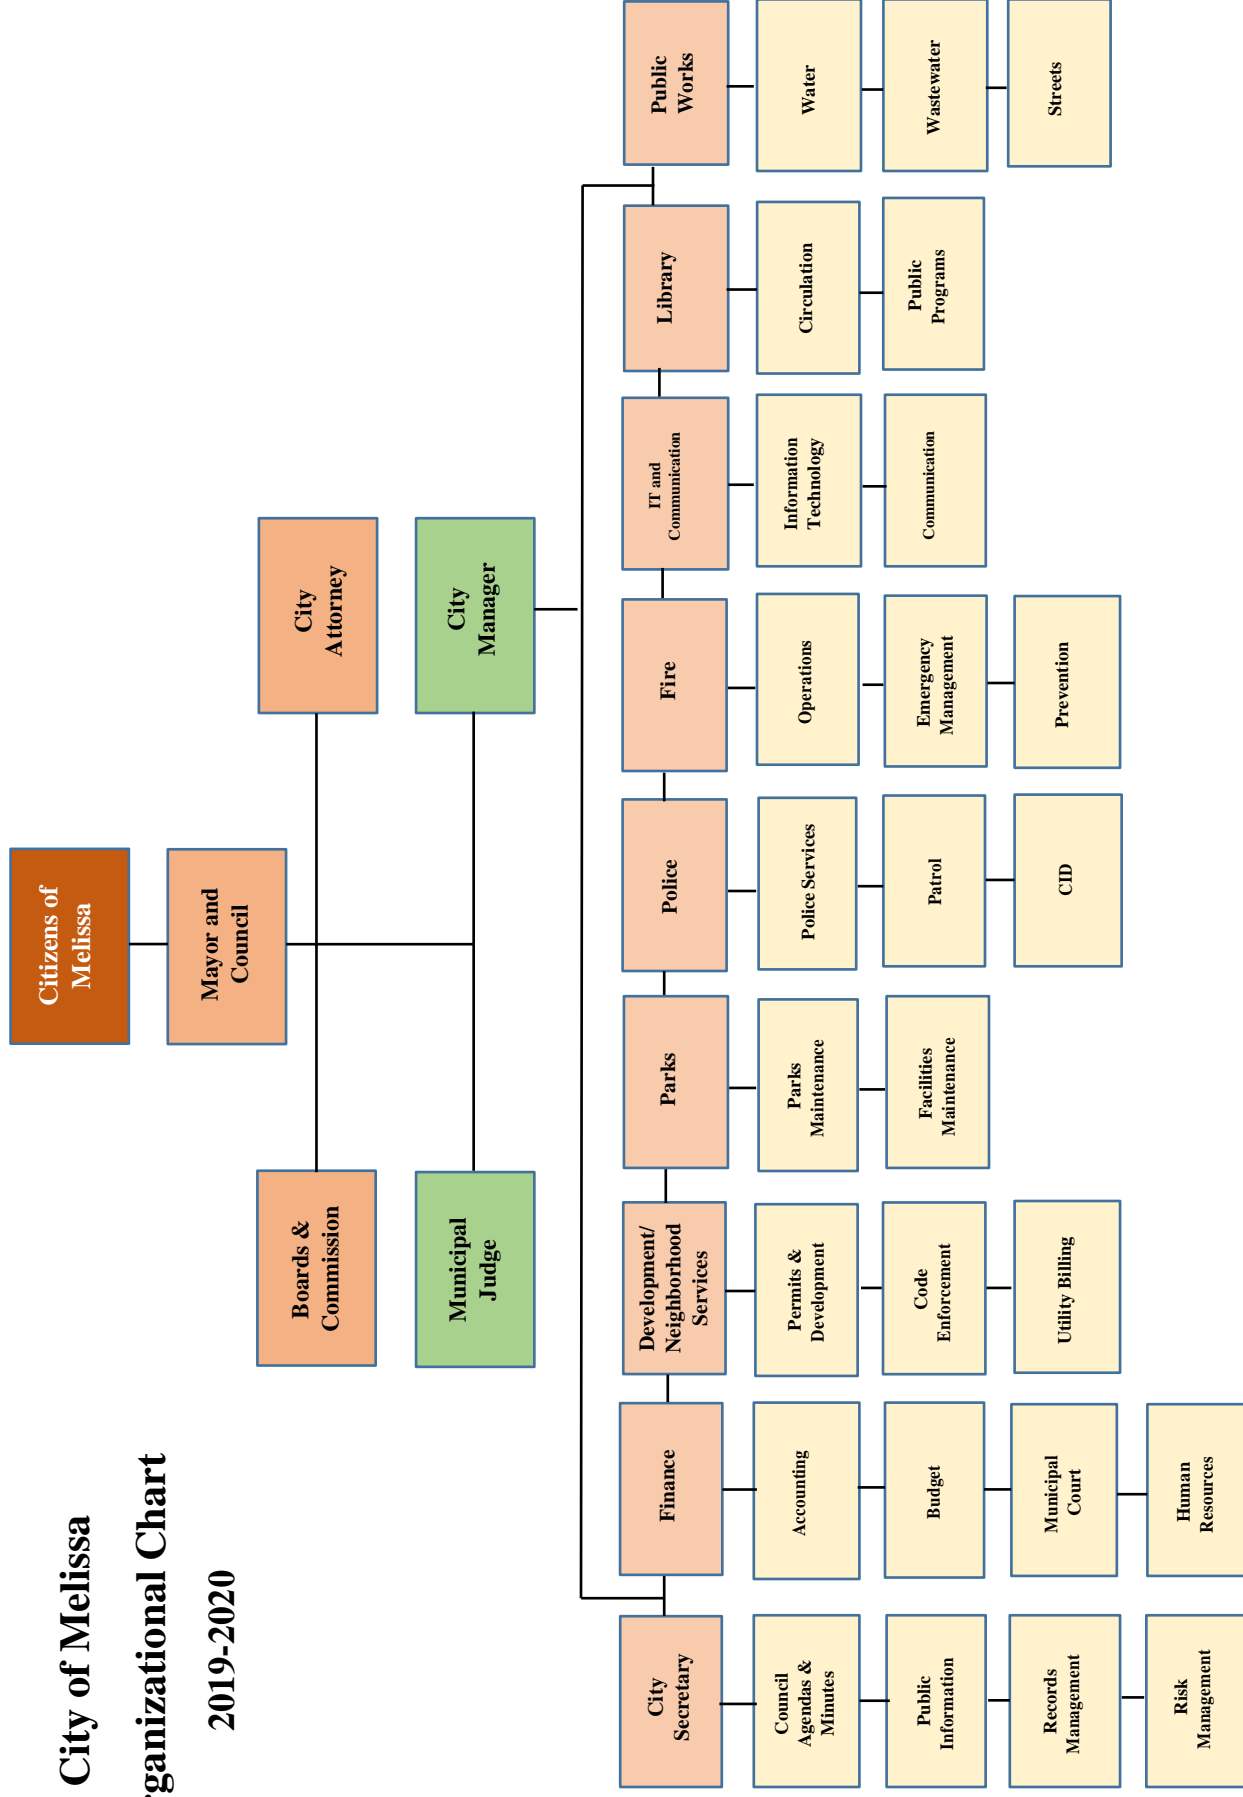 City of Melissa
rganizational Chart
2019-2020
Citizens of
Melissa
Mayor and
Council
Boards &
Commission
City
Attorney
Municipal
Judge
City
Manager
City
Secretary
Council
Agendas &
Minutes
Public
Information
Records
Management
Risk
Management
Finance
Accounting
Budget
Municipal
Court
Human
Resources
Development/
Neighborhood
Services
Permits &
Development
Code
Enforcement
Utility Billing
Parks
Parks
Maintenance
Facilities
Maintenance
Police
Police Services
Patrol
CID
Fire
Operations
Emergency
Management
Prevention
IT and
Communication
Information
Technology
Communication
Library
Circulation
Public
Programs
Public
Works
Water
Wastewater
Streets